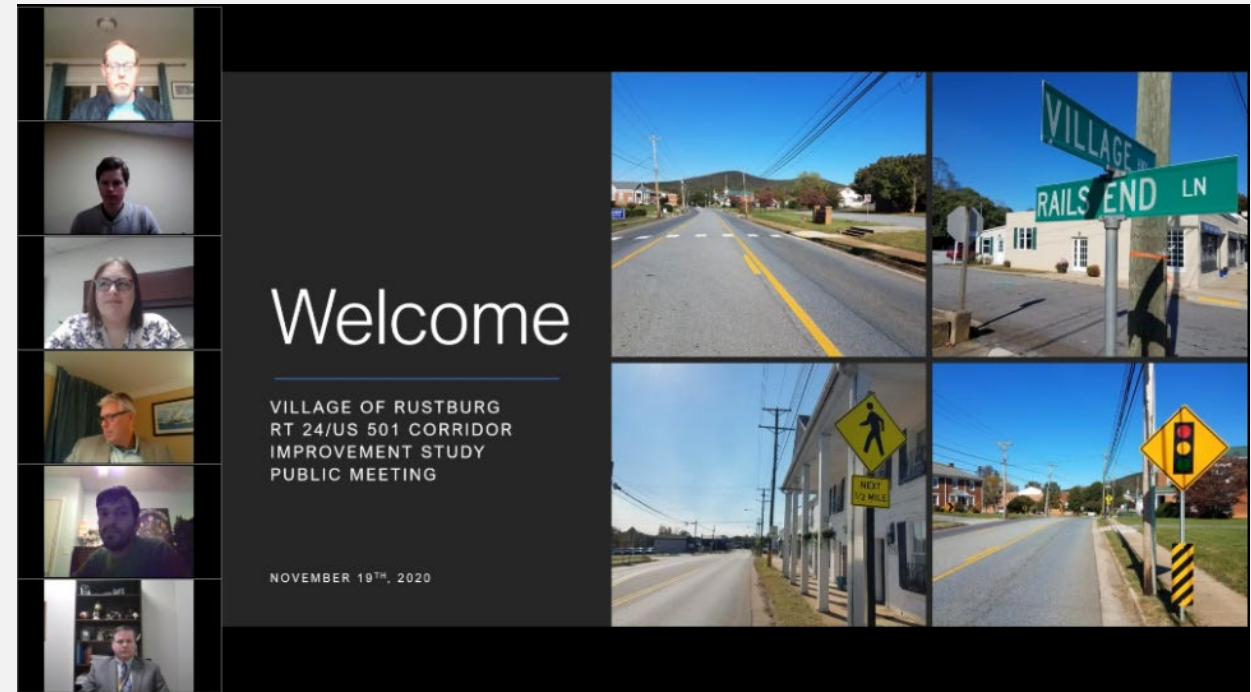 Welcome
VILLAGE OF RUSTBURG
RT 24/US 501 CORRIDOR
IMPROVEMENT STUDY
PUBLIC MEETING
NOVEMBER 19TH, 2020
VILLAGE
RAILS END LN
NEXT
1/2 MILE